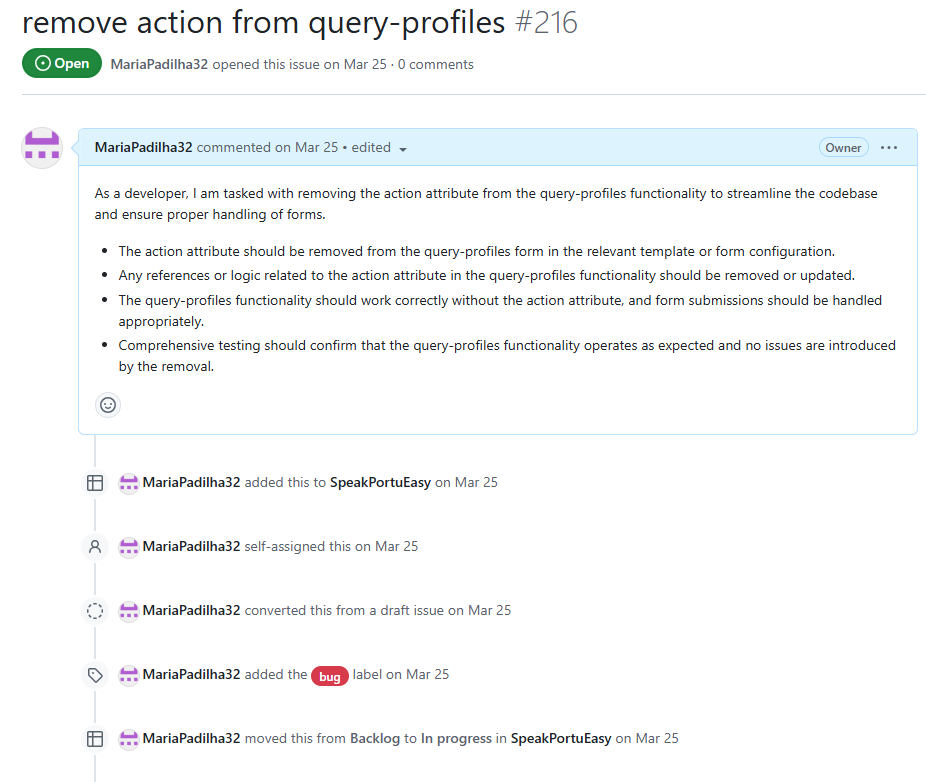 remove action from query-profiles #216
Open MariaPadilha32 opened this issue on Mar 25 · 0 comments
MariaPadilha32 commented on Mar 25 • edited Owner
As a developer, I am tasked with removing the action attribute from the query-profiles functionality to streamline the codebase
and ensure proper handling of forms.
• The action attribute should be removed from the query-profiles form in the relevant template or form configuration.
• Any references or logic related to the action attribute in the query-profiles functionality should be removed or updated.
• The query-profiles functionality should work correctly without the action attribute, and form submissions should be handled
appropriately.
• Comprehensive testing should confirm that the query-profiles functionality operates as expected and no issues are introduced
by the removal.
MariaPadilha32 added this to SpeakPortuEasy on Mar 25
MariaPadilha32 self-assigned this on Mar 25
MariaPadilha32 converted this from a draft issue on Mar 25
MariaPadilha32 added the bug label on Mar 25
MariaPadilha32 moved this from Backlog to In progress in SpeakPortuEasy on Mar 25